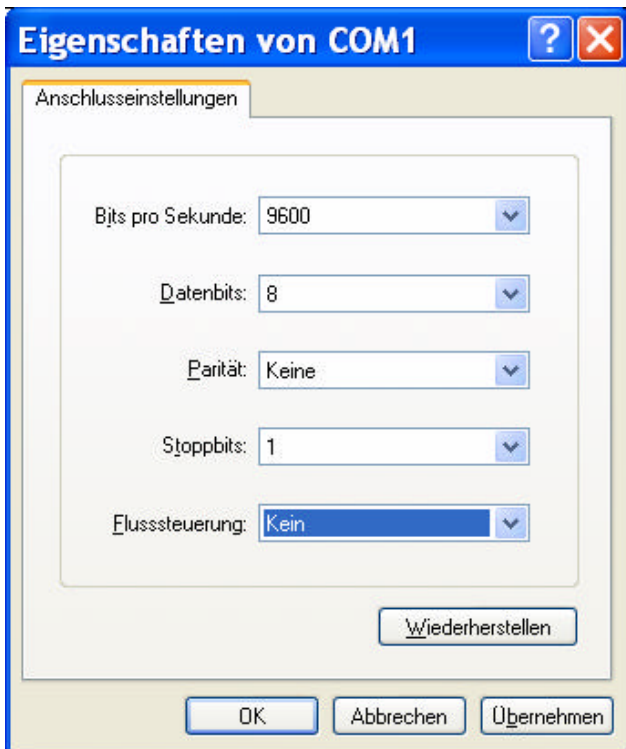 Eigenschaften von COM1
Anschlusseinstellungen
Bits pro Sekunde: 9600
Datenbits: 8
Parität: Keine
Stoppbits: 1
Flusssteuerung: Kein
Wiederherstellen
OK Abbrechen Übernehmen